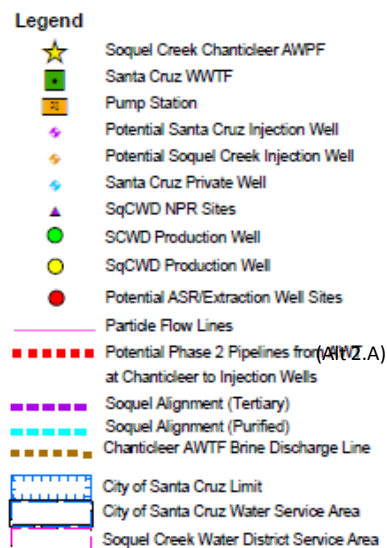 Legend
Soquel Creek Chanticleer AWPF
Santa Cruz WWTF
Pump Station
Potential Santa Cruz Injection Well
Potential Soquel Creek Injection Well
Santa Cruz Private Well
SqCWD NPR Sites
SCWD Production Well
SqCWD Production Well
Potential ASR/Extraction Well Sites
Particle Flow Lines
Potential Phase 2 Pipelines from (Alt 2.A)
at Chanticleer to Injection Wells
Soquel Alignment (Tertiary)
Soquel Alignment (Purified)
Chanticleer AWTF Brine Discharge Line
City of Santa Cruz Limit
City of Santa Cruz Water Service Area
Soquel Creek Water District Service Area